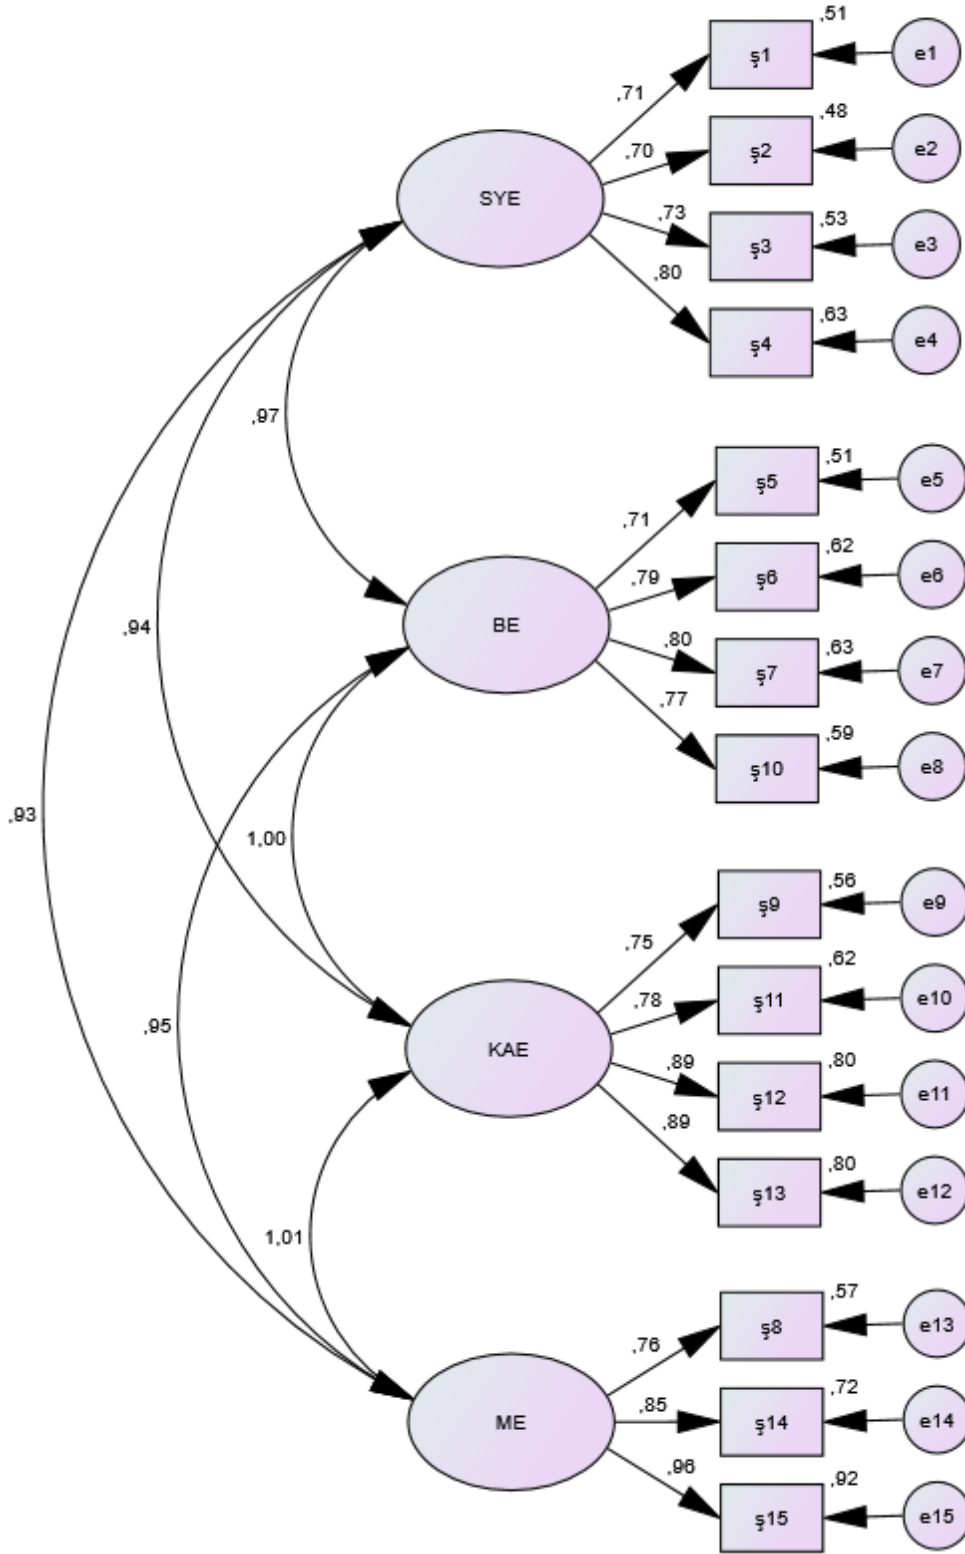 ,51
ş1
e1
,71
,48
ş2
e2
,70
SYE
,73
,53
ş3
e3
,80
,63
ş4
e4
,97
,51
ş5
e5
,71
,62
ş6
e6
,79
BE
,94
,80
,63
ş7
e7
,77
,59
ş10
e8
,93
1,00
,56
ş9
e9
,75
,62
ş11
e10
,78
,95
KAE
,89
,80
ş12
e11
,89
,80
ş13
e12
1,01
,57
ş8
e13
,76
,72
ş14
e14
,85
ME
,96
,92
ş15
e15